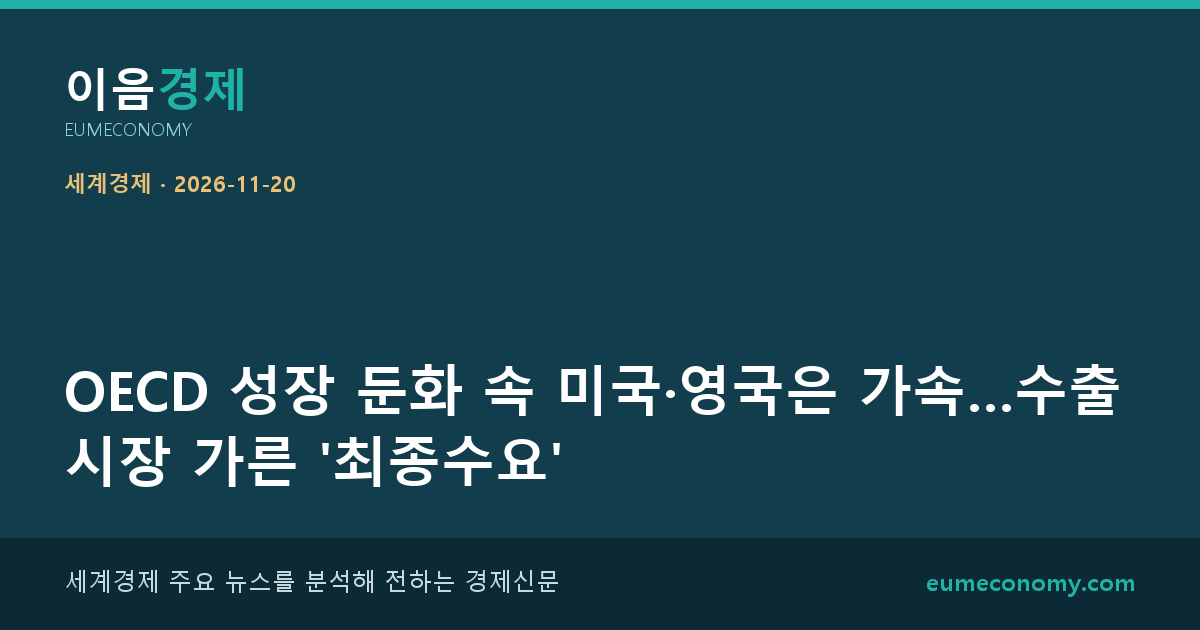 이음경제
EUMECONOMY
세계경제 · 2026-11-20
OECD 성장 둔화 속 미국·영국은 가속…수출
시장 가른 '최종수요'
세계경제 주요 뉴스를 분석해 전하는 경제신문
eumeconomy.com